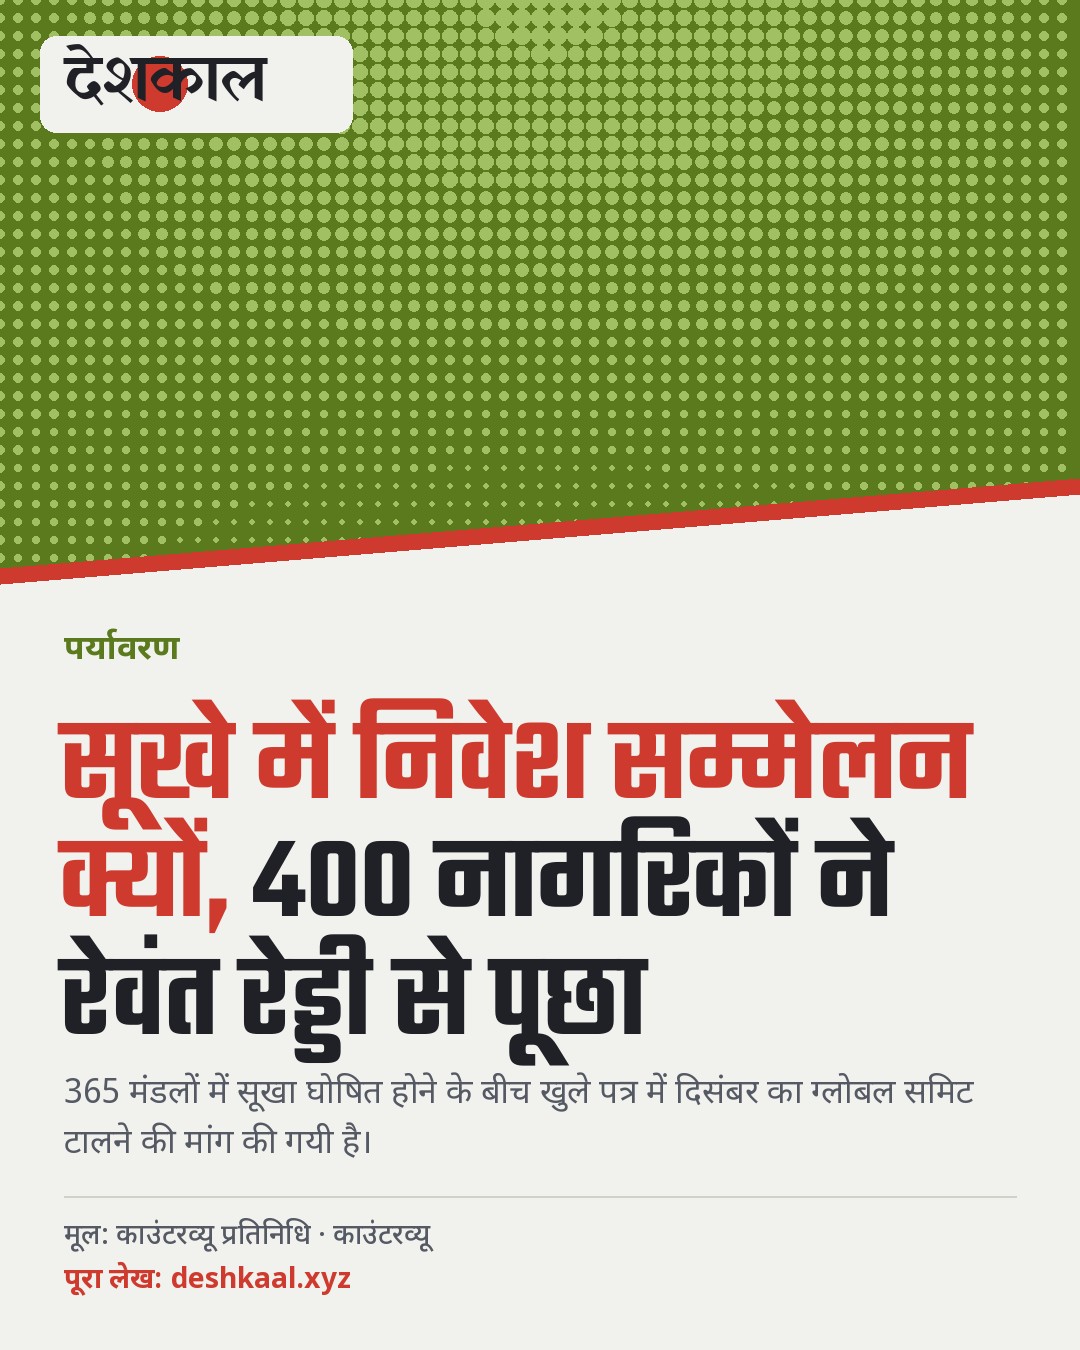 देशकाल
पर्यावरण
सूखे में निवेश सम्मेलन
क्यों, 400 नागरिकों ने
रेवंत रेड्डी से पूछा
365 मंडलों में सूखा घोषित होने के बीच खुले पत्र में दिसंबर का ग्लोबल समिट
टालने की मांग की गयी है।
मूल: काउंटरव्यू प्रतिनिधि · काउंटरव्यू
पूरा लेख: deshkaal.xyz